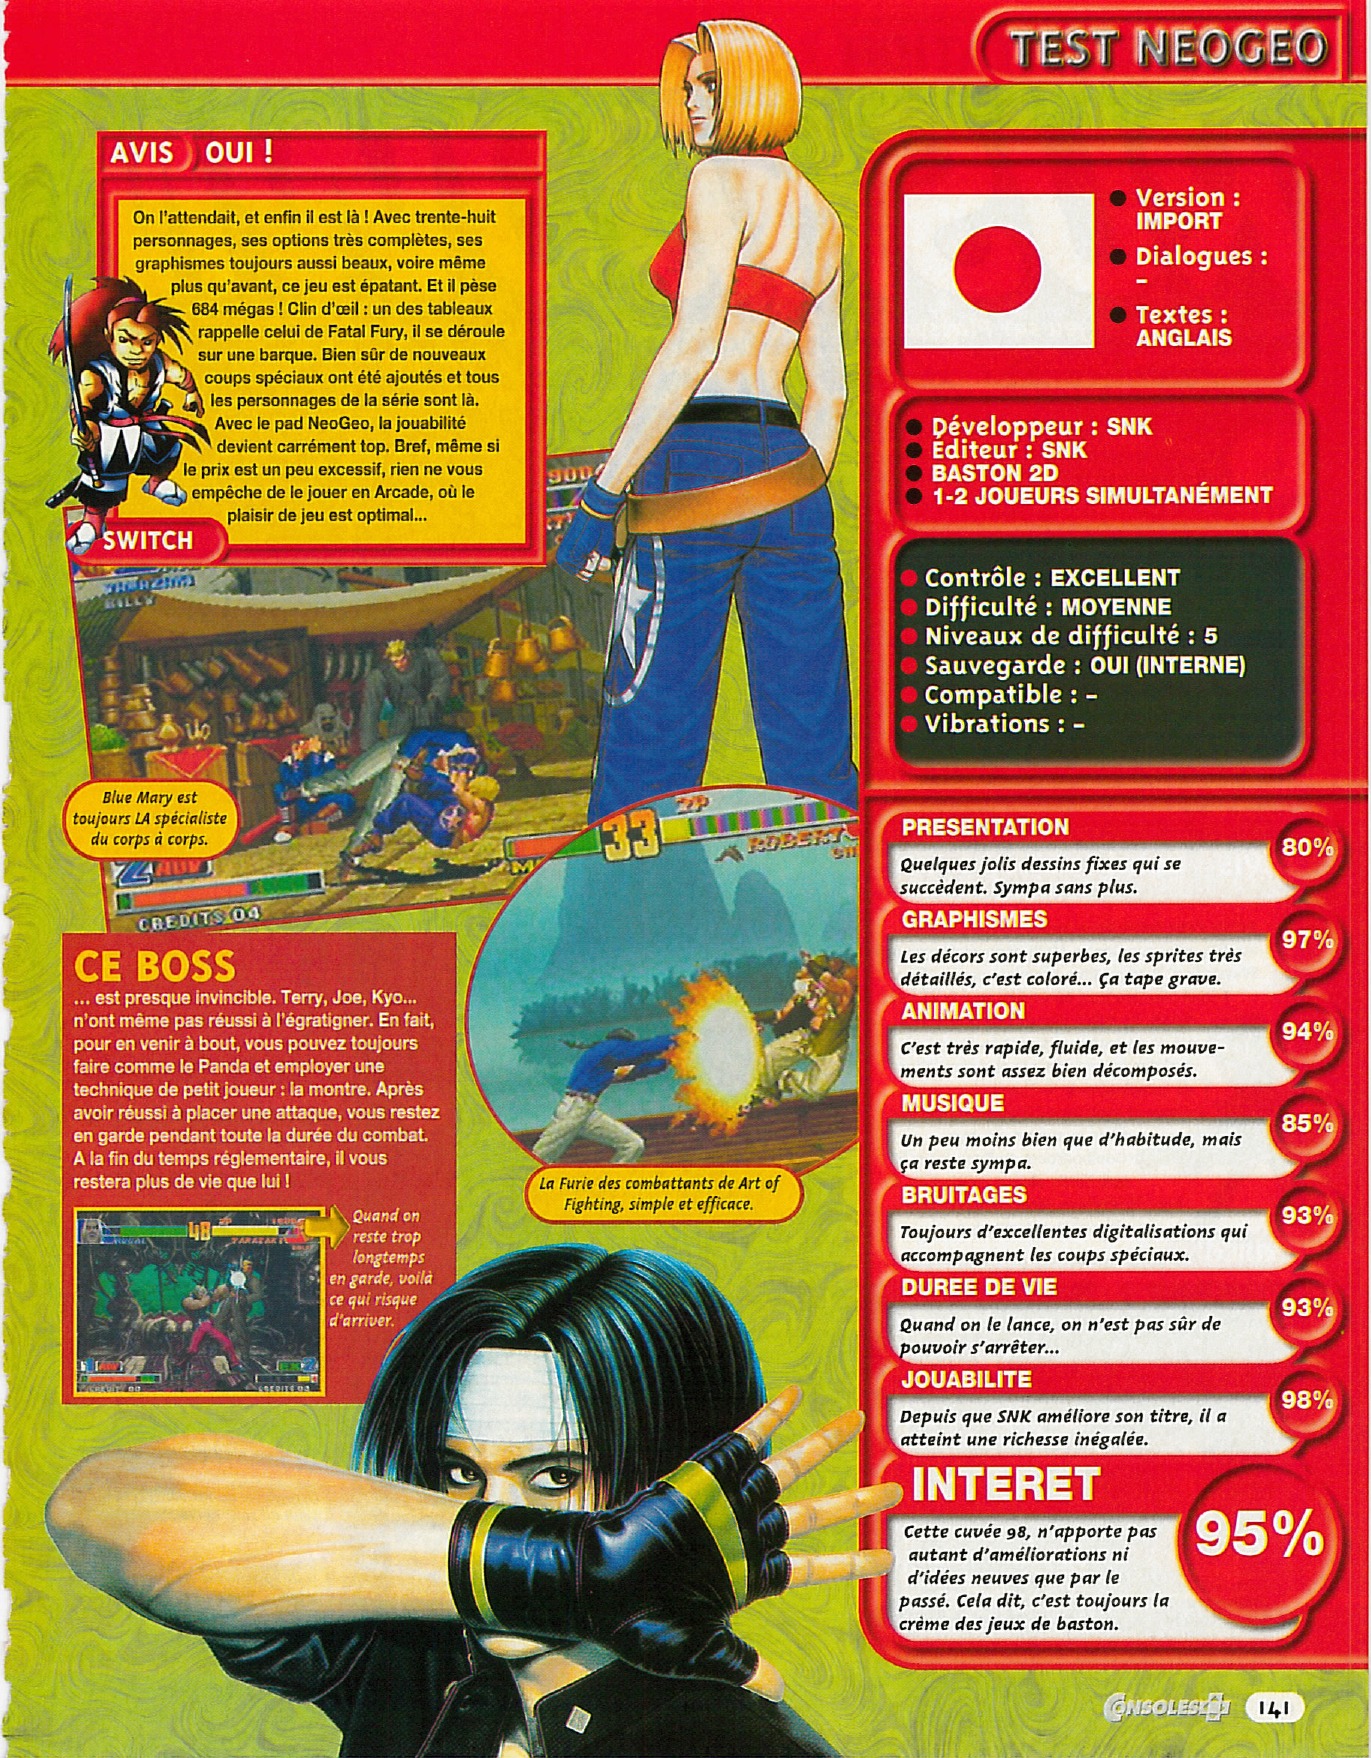 TEST NEOGEO
AVIS OUI !
On l'attendait, et enfin il est là ! Avec trente-huit
personnages, ses options très complètes, ses
graphismes toujours aussi beaux, voire même
plus qu'avant, ce jeu est épatant. Et il pèse
684 mégas ! Clin d'œil : un des tableaux
rappelle celui de Fatal Fury, il se déroule
sur une barque. Bien sûr de nouveaux
coups spéciaux ont été ajoutés et tous
les personnages de la série sont là.
Avec le pad NeoGeo, la jouabilité
devient carrément top. Bref, même si
le prix est un peu excessif, rien ne vous
empêche de le jouer en Arcade, où le
plaisir de jeu est optimal...
SWITCH
Blue Mary est
toujours LA spécialiste
du corps à corps.
2 ADV
CREDITS 04
33
2P
ROBERT
La Furie des combattants de Art of
Fighting, simple et efficace.
CE BOSS
... est presque invincible. Terry, Joe, Kyo...
n'ont même pas réussi à l'égratigner. En fait,
pour en venir à bout, vous pouvez toujours
faire comme le Panda et employer une
technique de petit joueur : la montre. Après
avoir réussi à placer une attaque, vous restez
en garde pendant toute la durée du combat.
A la fin du temps réglementaire, il vous
restera plus de vie que lui !
48
2P
Quand on
reste trop
longtemps
en garde, voilà
ce qui risque
d'arriver.
• Version :
IMPORT
• Dialogues :
–
• Textes :
ANGLAIS
• Développeur : SNK
• Editeur : SNK
• BASTON 2D
• 1-2 JOUEURS SIMULTANÉMENT
• Contrôle : EXCELLENT
• Difficulté : MOYENNE
• Niveaux de difficulté : 5
• Sauvegarde : OUI (INTERNE)
• Compatible : –
• Vibrations : –
PRESENTATION
80%
Quelques jolis dessins fixes qui se
succèdent. Sympa sans plus.
GRAPHISMES
97%
Les décors sont superbes, les sprites très
détaillés, c'est coloré... Ça tape grave.
ANIMATION
94%
C'est très rapide, fluide, et les mouve-
ments sont assez bien décomposés.
MUSIQUE
85%
Un peu moins bien que d'habitude, mais
ça reste sympa.
BRUITAGES
93%
Toujours d'excellentes digitalisations qui
accompagnent les coups spéciaux.
DUREE DE VIE
93%
Quand on le lance, on n'est pas sûr de
pouvoir s'arrêter...
JOUABILITE
98%
Depuis que SNK améliore son titre, il a
atteint une richesse inégalée.
INTERET
95%
Cette cuvée 98, n'apporte pas
autant d'améliorations ni
d'idées neuves que par le
passé. Cela dit, c'est toujours la
crème des jeux de baston.
CONSOLES+ 141